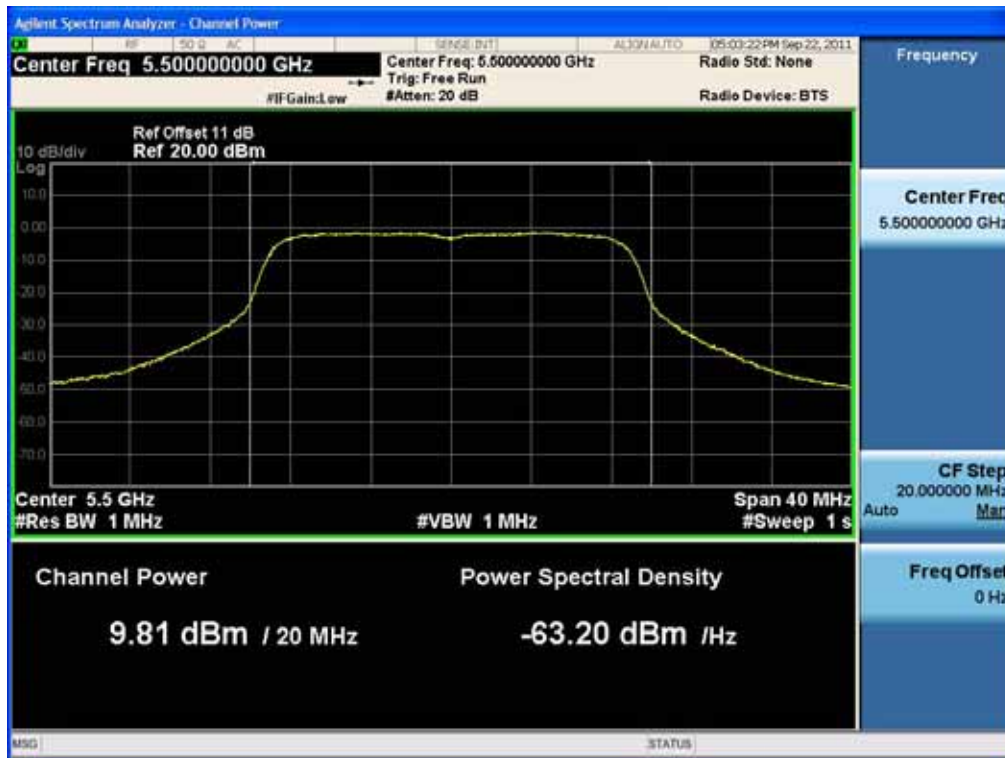 Agilent Spectrum Analyzer - Channel Power
RF 50 Ω AC SENSE:INT ALIGN AUTO 05:03:22 PM Sep 22, 2011
Center Freq 5.500000000 GHz
Center Freq: 5.500000000 GHz
Radio Std: None
Trig: Free Run
#IFGain:Low
#Atten: 20 dB
Radio Device: BTS
Ref Offset 11 dB
10 dB/div
Ref 20.00 dBm
Log
10.0
0.00
-10.0
-20.0
-30.0
-40.0
-50.0
-60.0
-70.0
Center 5.5 GHz
Span 40 MHz
#Res BW 1 MHz
#VBW 1 MHz
#Sweep 1 s
Channel Power
Power Spectral Density
9.81 dBm / 20 MHz
-63.20 dBm /Hz
MSG
STATUS
Frequency
Center Freq
5.500000000 GHz
CF Step
20.000000 MHz
Auto Man
Freq Offset
0 Hz